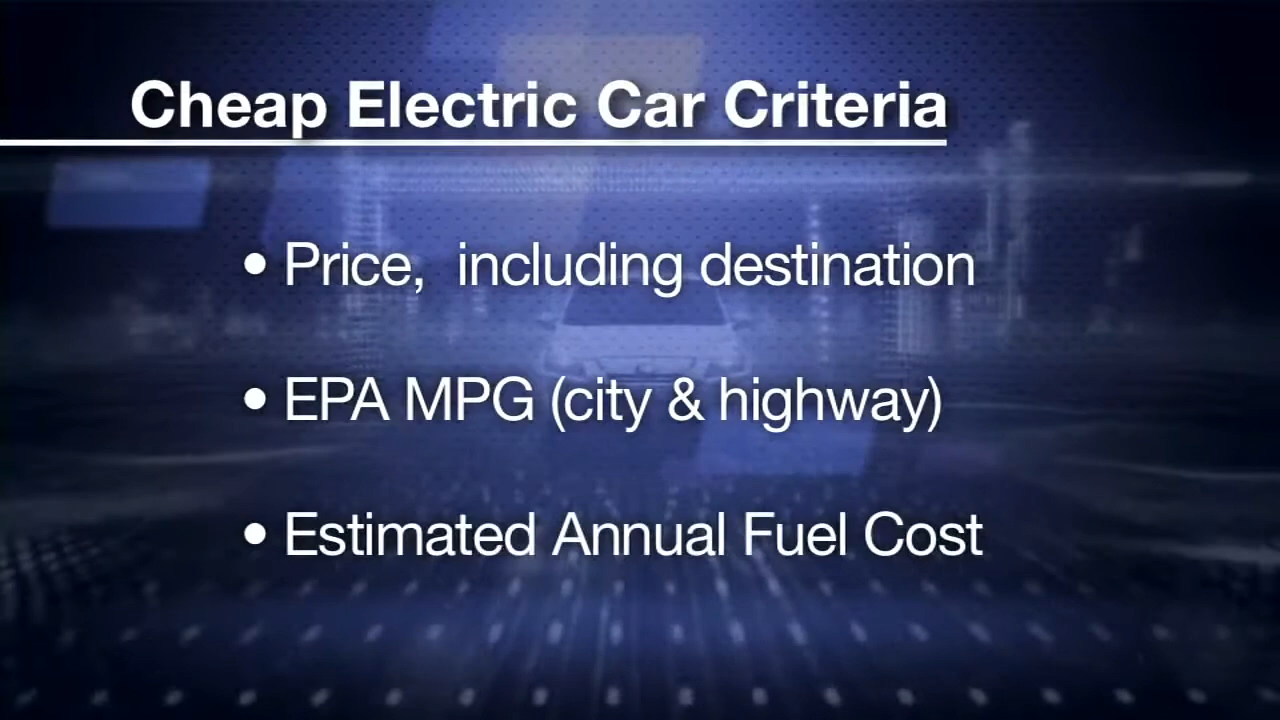 Cheap Electric Car Criteria
• Price,  including destination
• EPA MPG (city & highway)
• Estimated Annual Fuel Cost